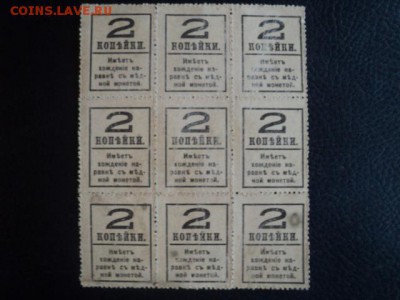 COINS.LAVE.RU
2 2 2
КОПѢЙКИ. КОПѢЙКИ. КОПѢЙКИ.
Имѣетъ Имѣетъ Имѣетъ
хожденіе на- хожденіе на- хожденіе на-
равнѣ съ мѣд- равнѣ съ мѣд- равнѣ съ мѣд-
ной монетой. ной монетой. ной монетой.
2 2 2
КОПѢЙКИ. КОПѢЙКИ. КОПѢЙКИ.
Имѣетъ Имѣетъ Имѣетъ
хожденіе на- хожденіе на- хожденіе на-
равнѣ съ мѣд- равнѣ съ мѣд- равнѣ съ мѣд-
ной монетой. ной монетой. ной монетой.
2 2 2
КОПѢЙКИ. КОПѢЙКИ. КОПѢЙКИ.
Имѣетъ Имѣетъ Имѣетъ
хожденіе на- хожденіе на- хожденіе на-
равнѣ съ мѣд- равнѣ съ мѣд- равнѣ съ мѣд-
ной монетой. ной монетой. ной монетой.